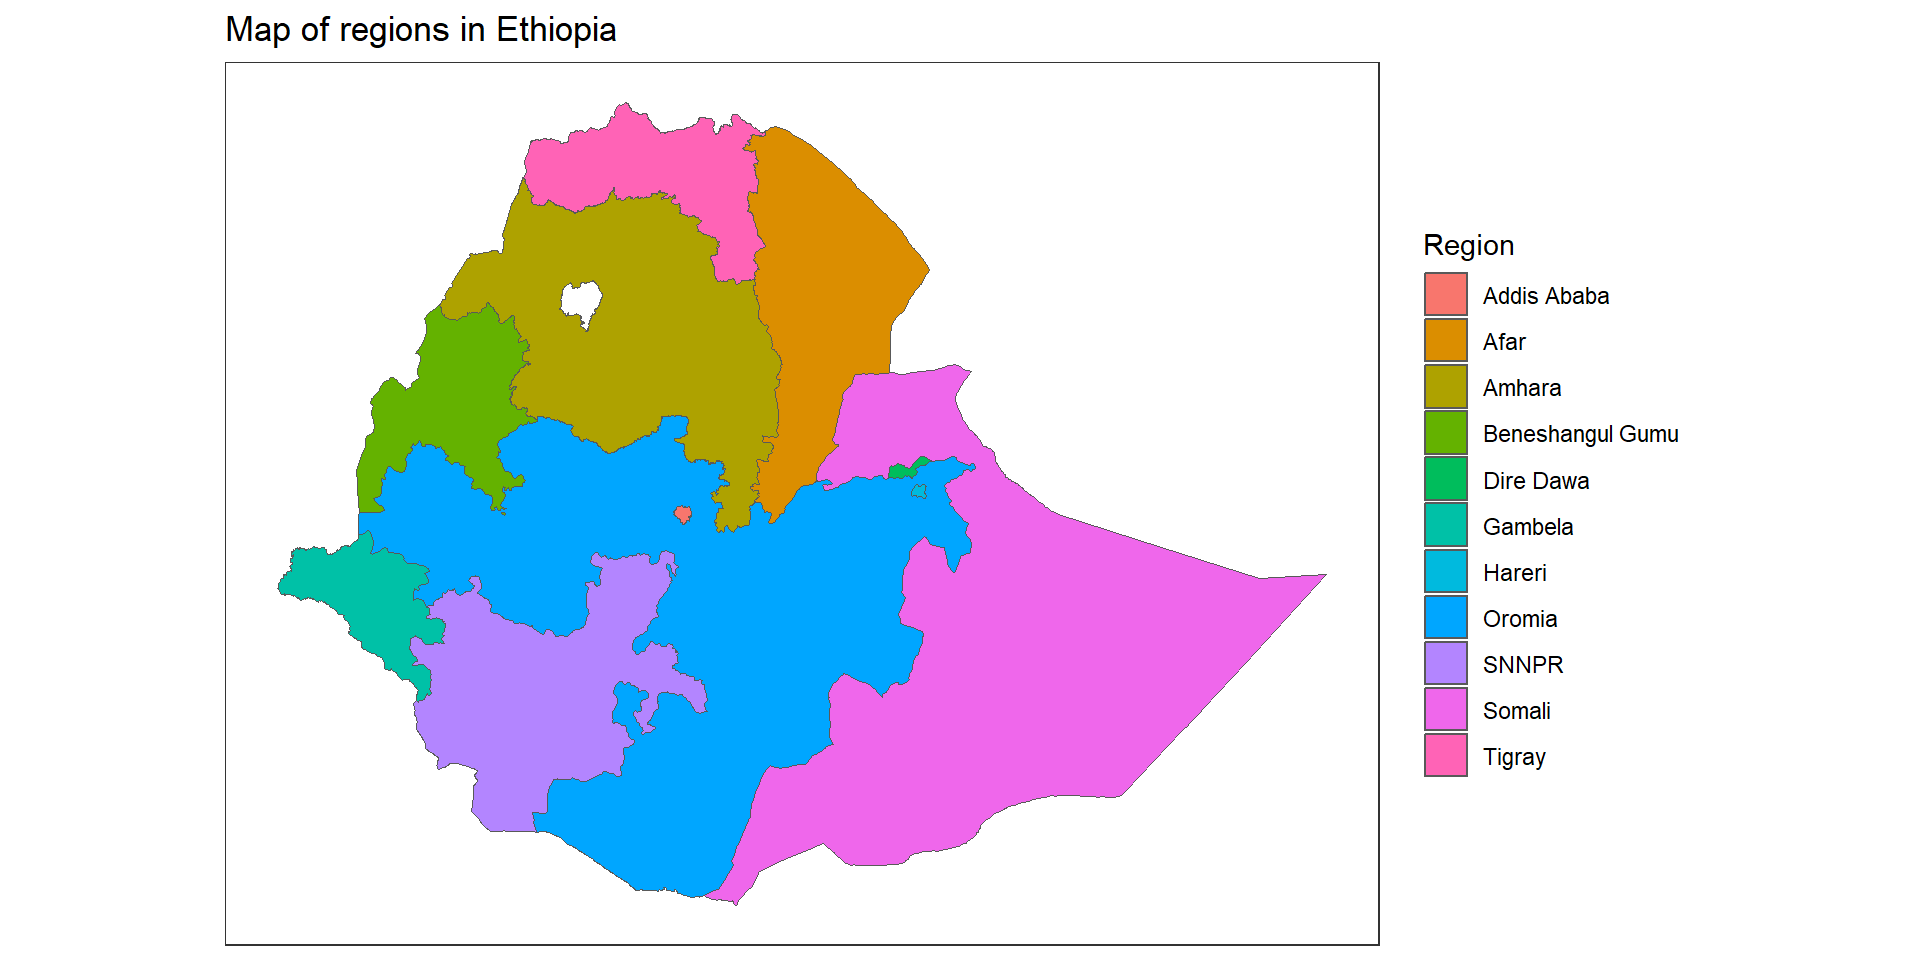 Map of regions in Ethiopia
Region
Addis Ababa
Afar
Amhara
Beneshangul Gumu
Dire Dawa
Gambela
Hareri
Oromia
SNNPR
Somali
Tigray